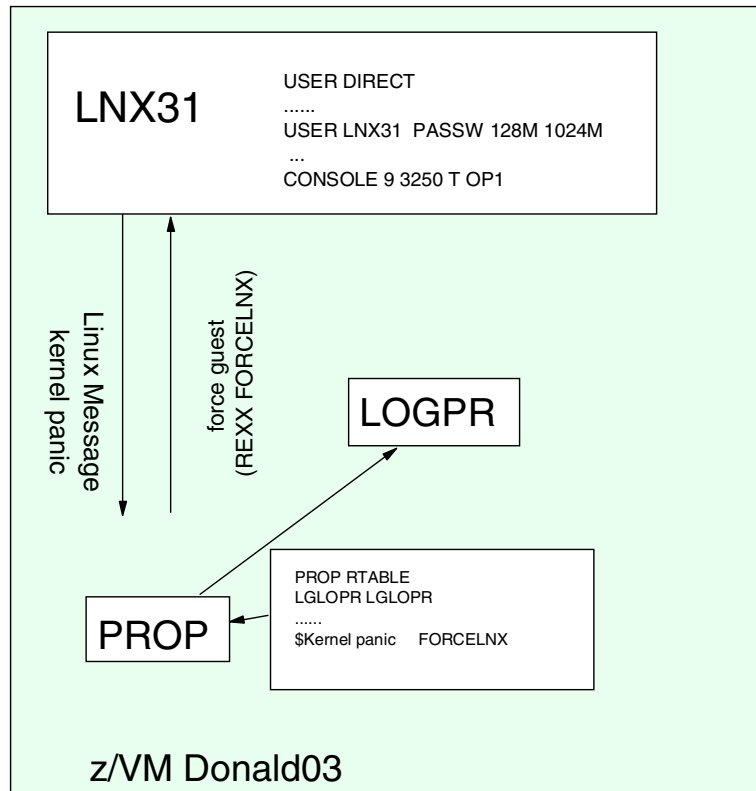 LNX31
USER DIRECT
......
USER LNX31 PASSW 128M 1024M
...
CONSOLE 9 3250 T OP1
Linux Message
kernel panic
force guest
(REXX FORCELNX)
LOGPR
PROP
PROP RTABLE
LGLOPR LGLOPR
......
$Kernel panic FORCELNX
z/VM Donald03